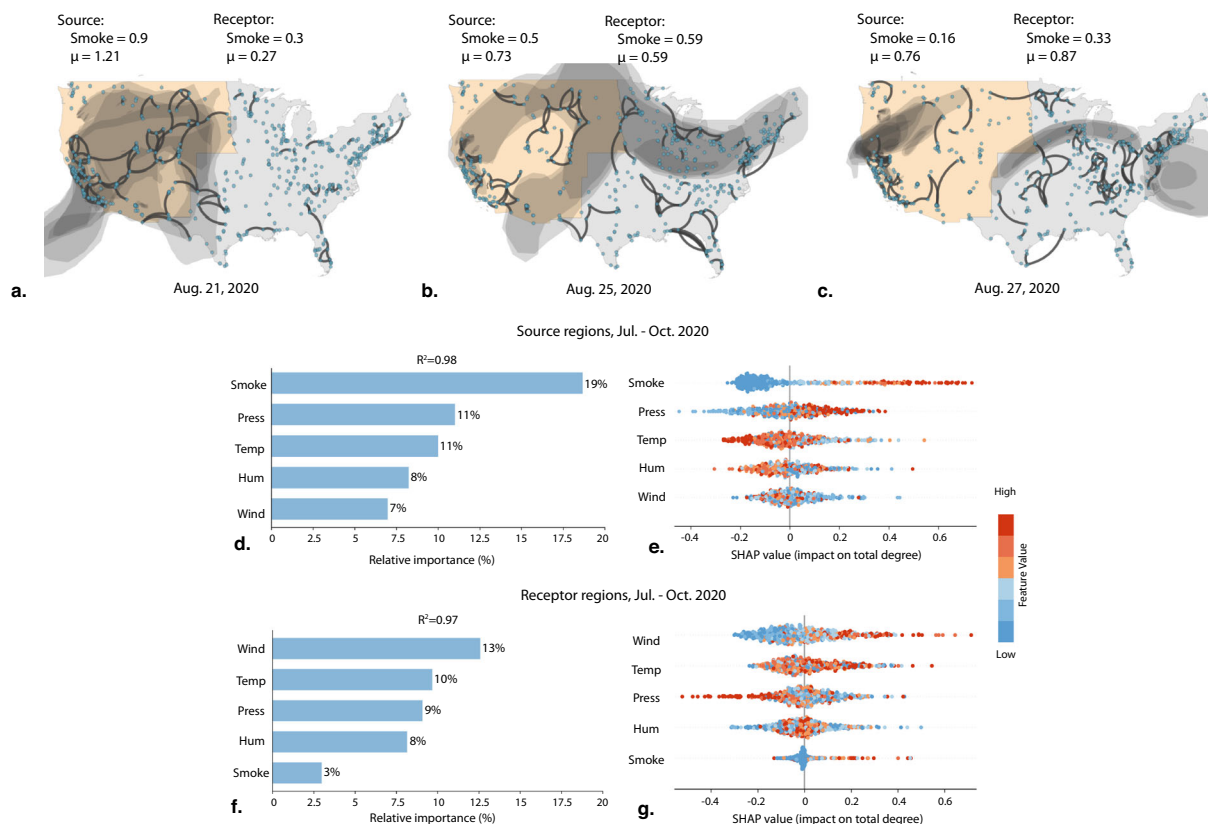 Source:
Smoke = 0.9
μ = 1.21
Receptor:
Smoke = 0.3
μ = 0.27
Source:
Smoke = 0.5
μ = 0.73
Receptor:
Smoke = 0.59
μ = 0.59
Source:
Smoke = 0.16
μ = 0.76
Receptor:
Smoke = 0.33
μ = 0.87
a.
Aug. 21, 2020
b.
Aug. 25, 2020
c.
Aug. 27, 2020
Source regions, Jul. - Oct. 2020
R²=0.98
Smoke
19%
Press
11%
Temp
11%
Hum
8%
Wind
7%
0
2.5
5.0
7.5
10.0
12.5
15.0
17.5
20
d.
Relative importance (%)
Smoke
Press
Temp
Hum
Wind
-0.4
-0.2
0
0.2
0.4
0.6
e.
SHAP value (impact on total degree)
High
Feature Value
Low
Receptor regions, Jul. - Oct. 2020
R²=0.97
Wind
13%
Temp
10%
Press
9%
Hum
8%
Smoke
3%
0
2.5
5.0
7.5
10.0
12.5
15.0
17.5
20
f.
Relative importance (%)
Wind
Temp
Press
Hum
Smoke
-0.4
-0.2
0
0.2
0.4
0.6
g.
SHAP value (impact on total degree)